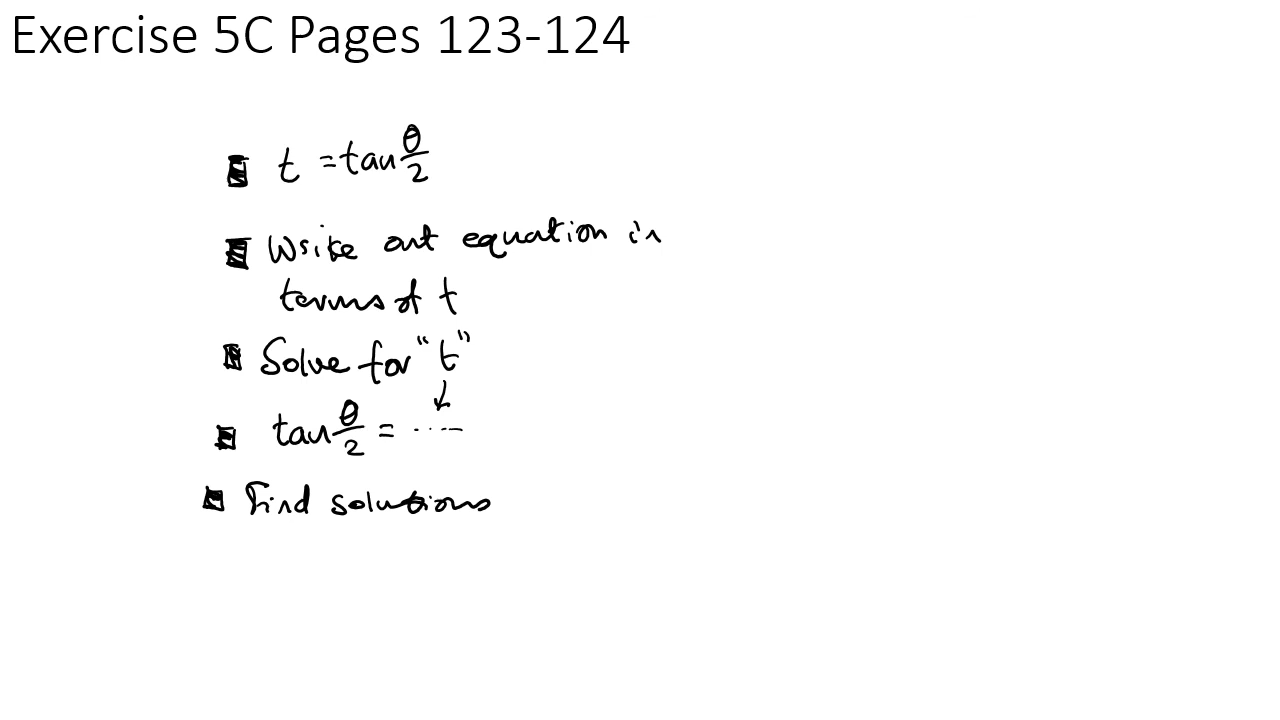 Exercise 5C Pages 123-124
t = tan θ/2
Write out equation in
terms of t
Solve for "t"
tan θ/2 = .....
Find solutions